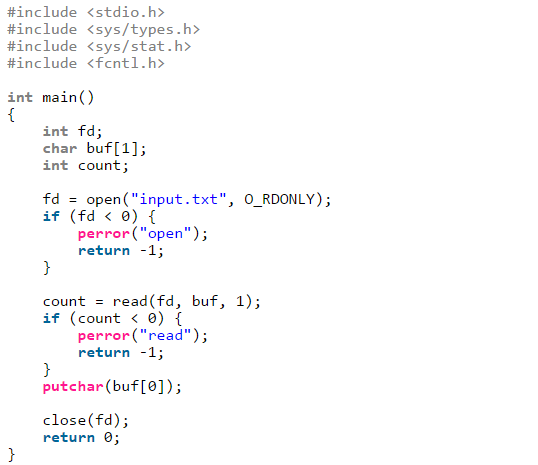 #include <stdio.h>
#include <sys/types.h>
#include <sys/stat.h>
#include <fcntl.h>

int main()
{
    int fd;
    char buf[1];
    int count;

    fd = open("input.txt", O_RDONLY);
    if (fd < 0) {
        perror("open");
        return -1;
    }

    count = read(fd, buf, 1);
    if (count < 0) {
        perror("read");
        return -1;
    }
    putchar(buf[0]);

    close(fd);
    return 0;
}